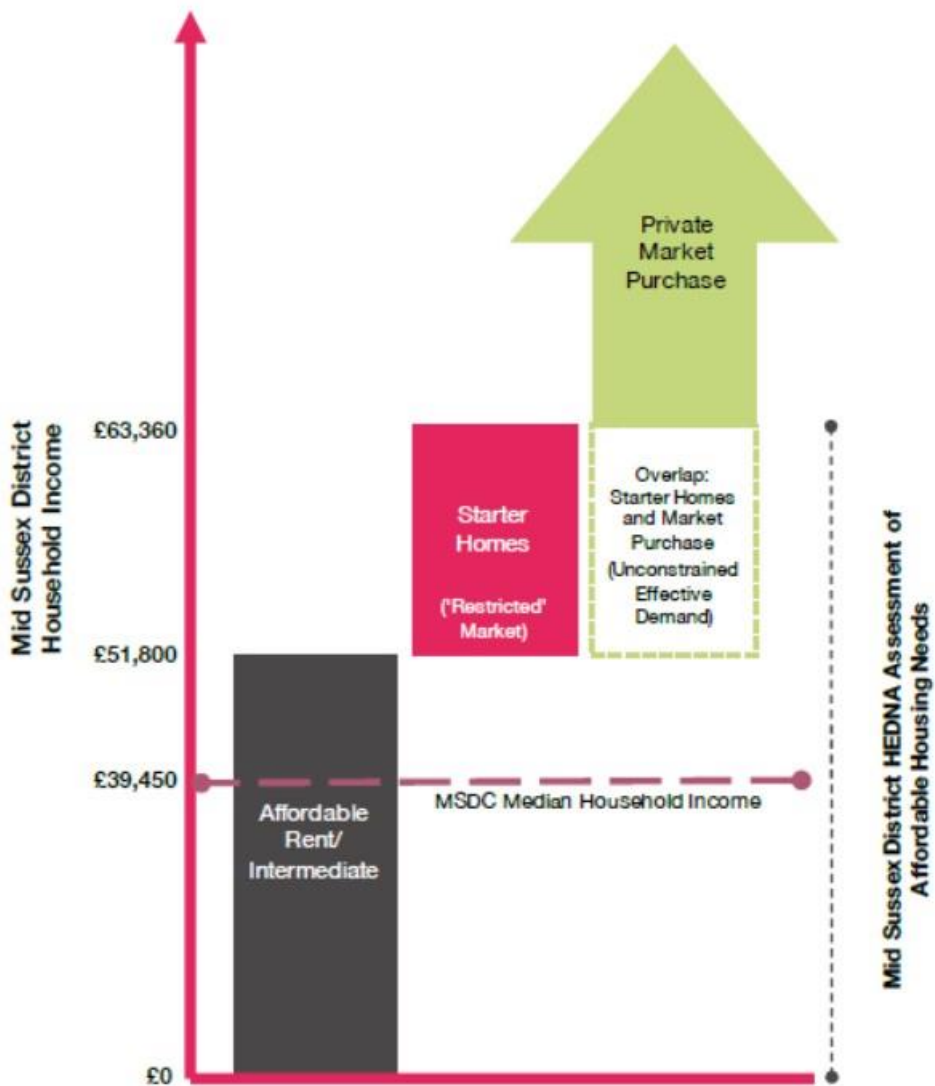 Private
Market
Purchase
Mid Sussex District
Household Income
£63,360
Starter
Homes
('Restricted'
Market)
Overlap:
Starter Homes
and Market
Purchase
(Unconstrained
Effective
Demand)
£51,800
£39,450
MSDC Median Household Income
Affordable
Rent/
Intermediate
£0
Mid Sussex District HEDNA Assessment of
Affordable Housing Needs